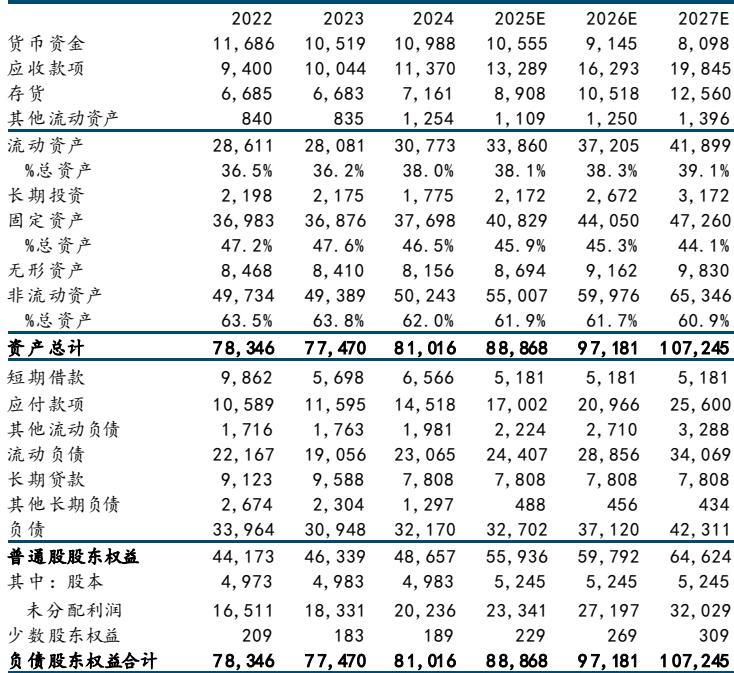 2022 2023 2024 2025E 2026E 2027E
货币资金 11,686 10,519 10,988 10,555 9,145 8,098
应收款项 9,400 10,044 11,370 13,289 16,293 19,845
存货 6,685 6,683 7,161 8,908 10,518 12,560
其他流动资产 840 835 1,254 1,109 1,250 1,396
流动资产 28,611 28,081 30,773 33,860 37,205 41,899
%总资产 36.5% 36.2% 38.0% 38.1% 38.3% 39.1%
长期投资 2,198 2,175 1,775 2,172 2,672 3,172
固定资产 36,983 36,876 37,698 40,829 44,050 47,260
%总资产 47.2% 47.6% 46.5% 45.9% 45.3% 44.1%
无形资产 8,468 8,410 8,156 8,694 9,162 9,830
非流动资产 49,734 49,389 50,243 55,007 59,976 65,346
%总资产 63.5% 63.8% 62.0% 61.9% 61.7% 60.9%
资产总计 78,346 77,470 81,016 88,868 97,181 107,245
短期借款 9,862 5,698 6,566 5,181 5,181 5,181
应付款项 10,589 11,595 14,518 17,002 20,966 25,600
其他流动负债 1,716 1,763 1,981 2,224 2,710 3,288
流动负债 22,167 19,056 23,065 24,407 28,856 34,069
长期贷款 9,123 9,588 7,808 7,808 7,808 7,808
其他长期负债 2,674 2,304 1,297 488 456 434
负债 33,964 30,948 32,170 32,702 37,120 42,311
普通股股东权益 44,173 46,339 48,657 55,936 59,792 64,624
其中：股本 4,973 4,983 4,983 5,245 5,245 5,245
未分配利润 16,511 18,331 20,236 23,341 27,197 32,029
少数股东权益 209 183 189 229 269 309
负债股东权益合计 78,346 77,470 81,016 88,868 97,181 107,245